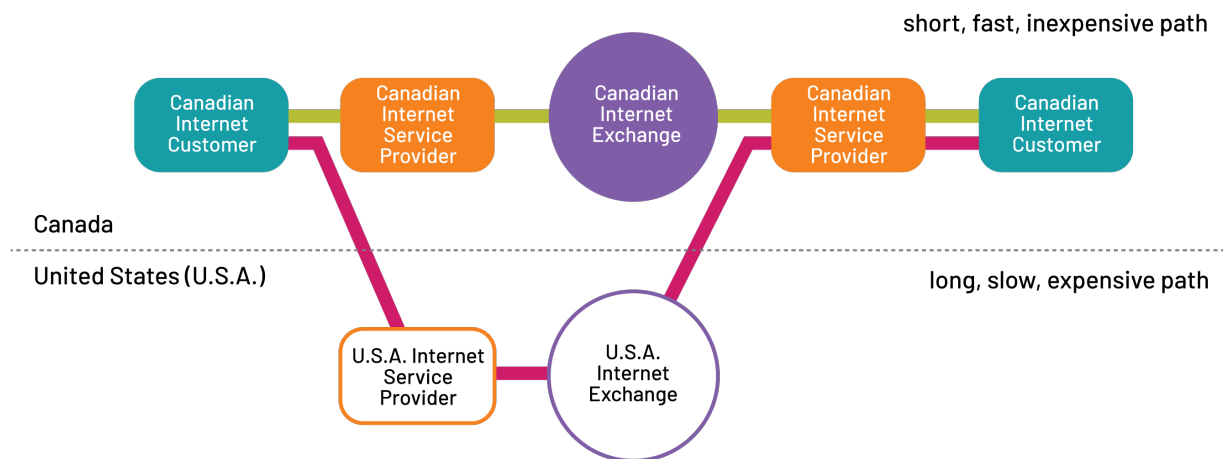 short, fast, inexpensive path
Canadian
Internet
Customer
Canadian
Internet
Service
Provider
Canadian
Internet
Exchange
Canadian
Internet
Service
Provider
Canadian
Internet
Customer
Canada
United States (U.S.A.)
long, slow, expensive path
U.S.A. Internet
Service
Provider
U.S.A.
Internet
Exchange